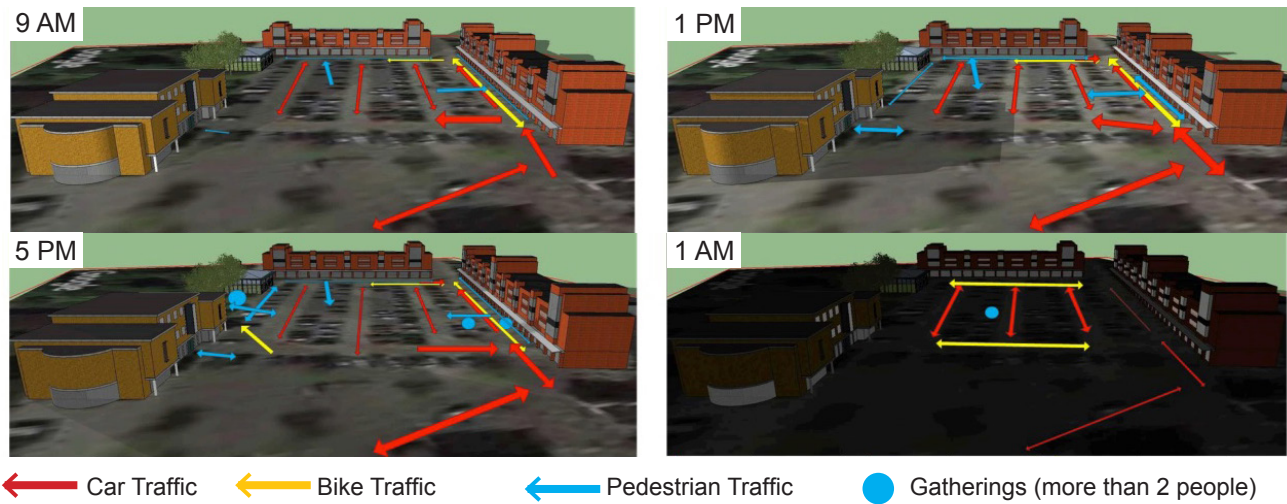 9 AM
1 PM
5 PM
1 AM
Car Traffic
Bike Traffic
Pedestrian Traffic
Gatherings (more than 2 people)